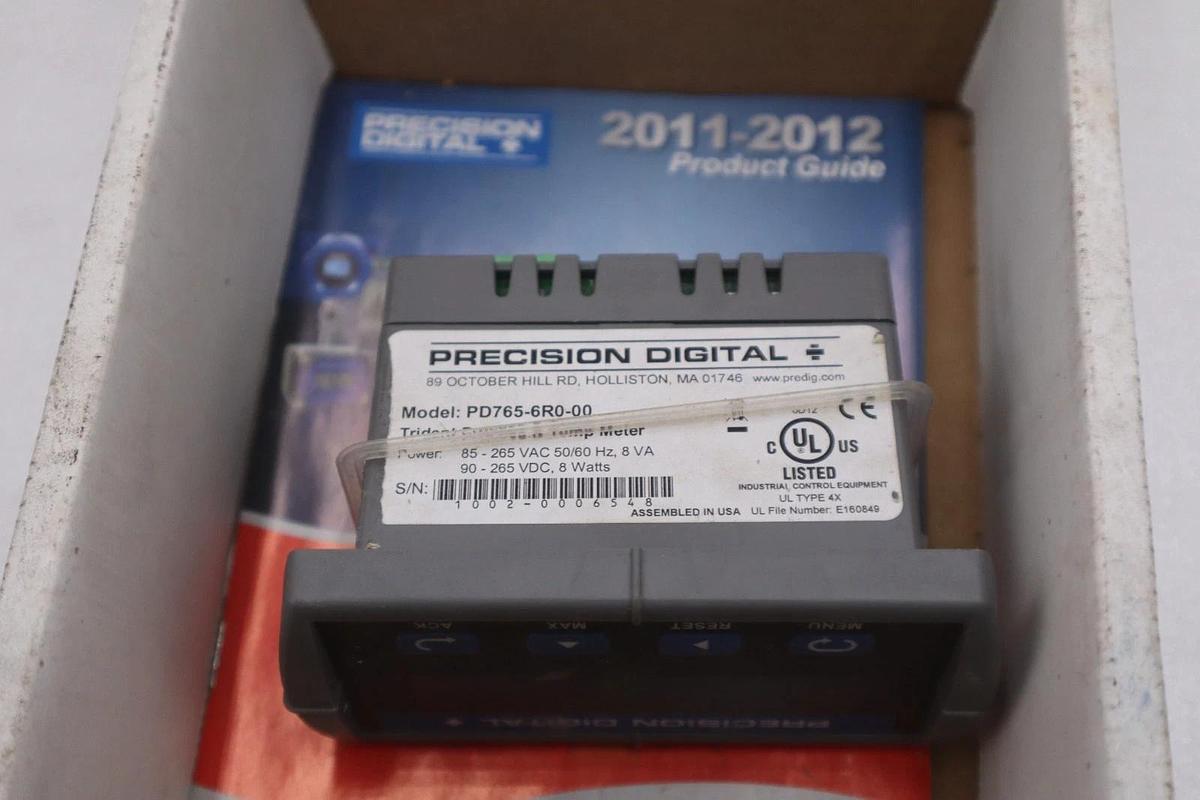 PRECISION
DIGITAL
2011-2012
Product Guide
PRECISION DIGITAL
89 OCTOBER HILL RD, HOLLISTON, MA 01746 www.predig.com
Model: PD765-6R0-00
Trident Temp Meter
Power: 85 - 265 VAC 50/60 Hz, 8 VA
90 - 265 VDC, 8 Watts
S/N:
1002-0006548
CE
C UL US
LISTED
INDUSTRIAL CONTROL EQUIPMENT
UL TYPE 4X
ASSEMBLED IN USA UL File Number: E160849
ACK MAX RESET MENU
PRECISION DIGITAL